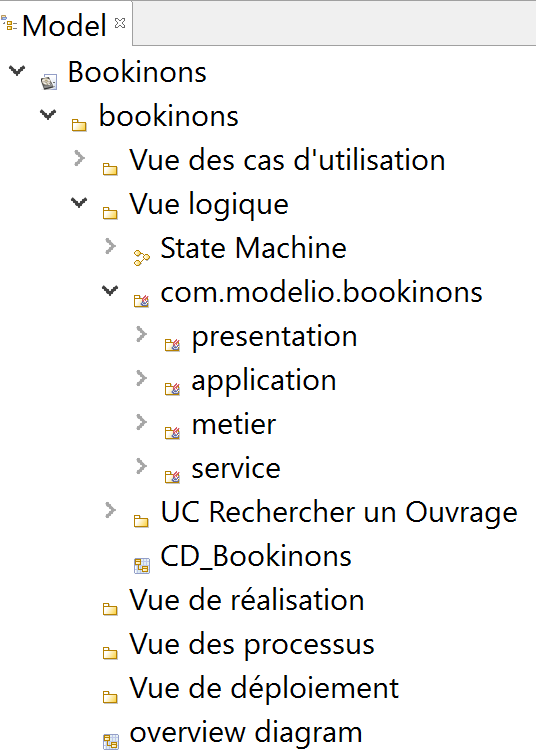 Model
Bookinons
bookinons
Vue des cas d'utilisation
Vue logique
State Machine
com.modelio.bookinons
presentation
application
metier
service
UC Rechercher un Ouvrage
CD_Bookinons
Vue de réalisation
Vue des processus
Vue de déploiement
overview diagram